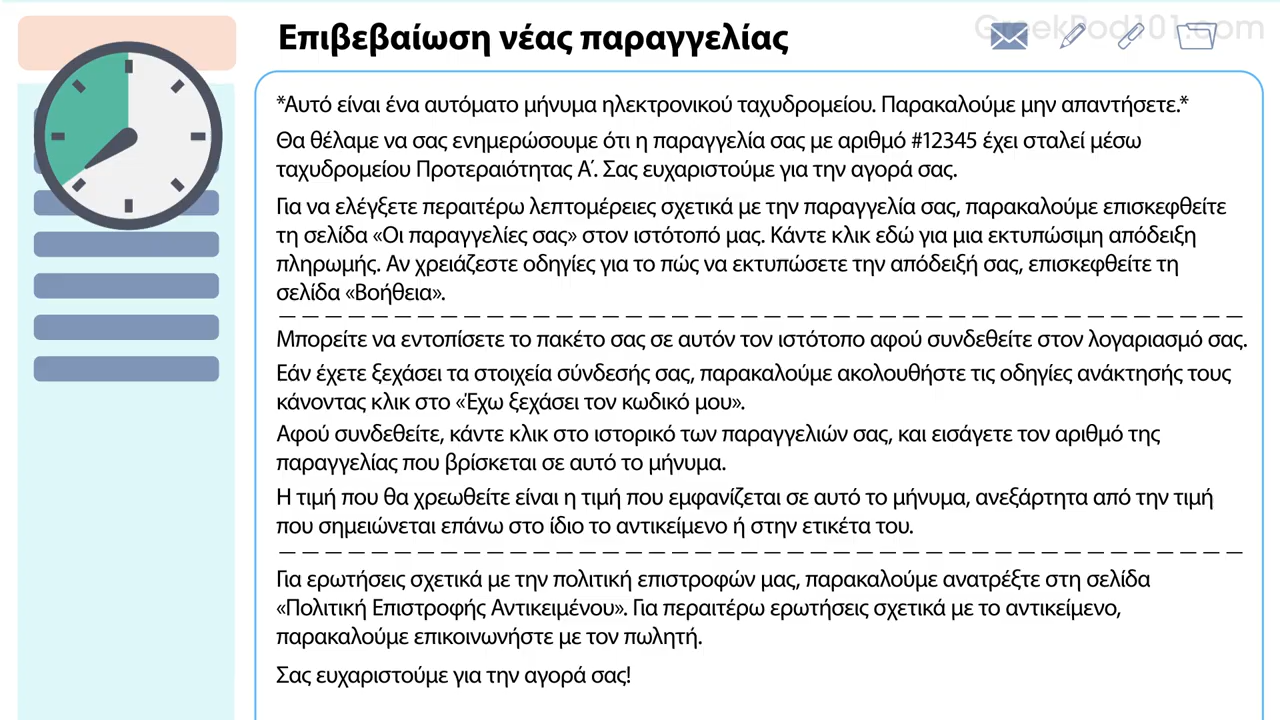 GreekPod101.com
Επιβεβαίωση νέας παραγγελίας
*Αυτό είναι ένα αυτόματο μήνυμα ηλεκτρονικού ταχυδρομείου. Παρακαλούμε μην απαντήσετε.*
Θα θέλαμε να σας ενημερώσουμε ότι η παραγγελία σας με αριθμό #12345 έχει σταλεί μέσω
ταχυδρομείου Προτεραιότητας Α΄. Σας ευχαριστούμε για την αγορά σας.
Για να ελέγξετε περαιτέρω λεπτομέρειες σχετικά με την παραγγελία σας, παρακαλούμε επισκεφθείτε
τη σελίδα «Οι παραγγελίες σας» στον ιστότοπό μας. Κάντε κλικ εδώ για μια εκτυπώσιμη απόδειξη
πληρωμής. Αν χρειάζεστε οδηγίες για το πώς να εκτυπώσετε την απόδειξή σας, επισκεφθείτε τη
σελίδα «Βοήθεια».
Μπορείτε να εντοπίσετε το πακέτο σας σε αυτόν τον ιστότοπο αφού συνδεθείτε στον λογαριασμό σας.
Εάν έχετε ξεχάσει τα στοιχεία σύνδεσής σας, παρακαλούμε ακολουθήστε τις οδηγίες ανάκτησής τους
κάνοντας κλικ στο «Έχω ξεχάσει τον κωδικό μου».
Αφού συνδεθείτε, κάντε κλικ στο ιστορικό των παραγγελιών σας, και εισάγετε τον αριθμό της
παραγγελίας που βρίσκεται σε αυτό το μήνυμα.
Η τιμή που θα χρεωθείτε είναι η τιμή που εμφανίζεται σε αυτό το μήνυμα, ανεξάρτητα από την τιμή
που σημειώνεται επάνω στο ίδιο το αντικείμενο ή στην ετικέτα του.
Για ερωτήσεις σχετικά με την πολιτική επιστροφών μας, παρακαλούμε ανατρέξτε στη σελίδα
«Πολιτική Επιστροφής Αντικειμένου». Για περαιτέρω ερωτήσεις σχετικά με το αντικείμενο,
παρακαλούμε επικοινωνήστε με τον πωλητή.
Σας ευχαριστούμε για την αγορά σας!